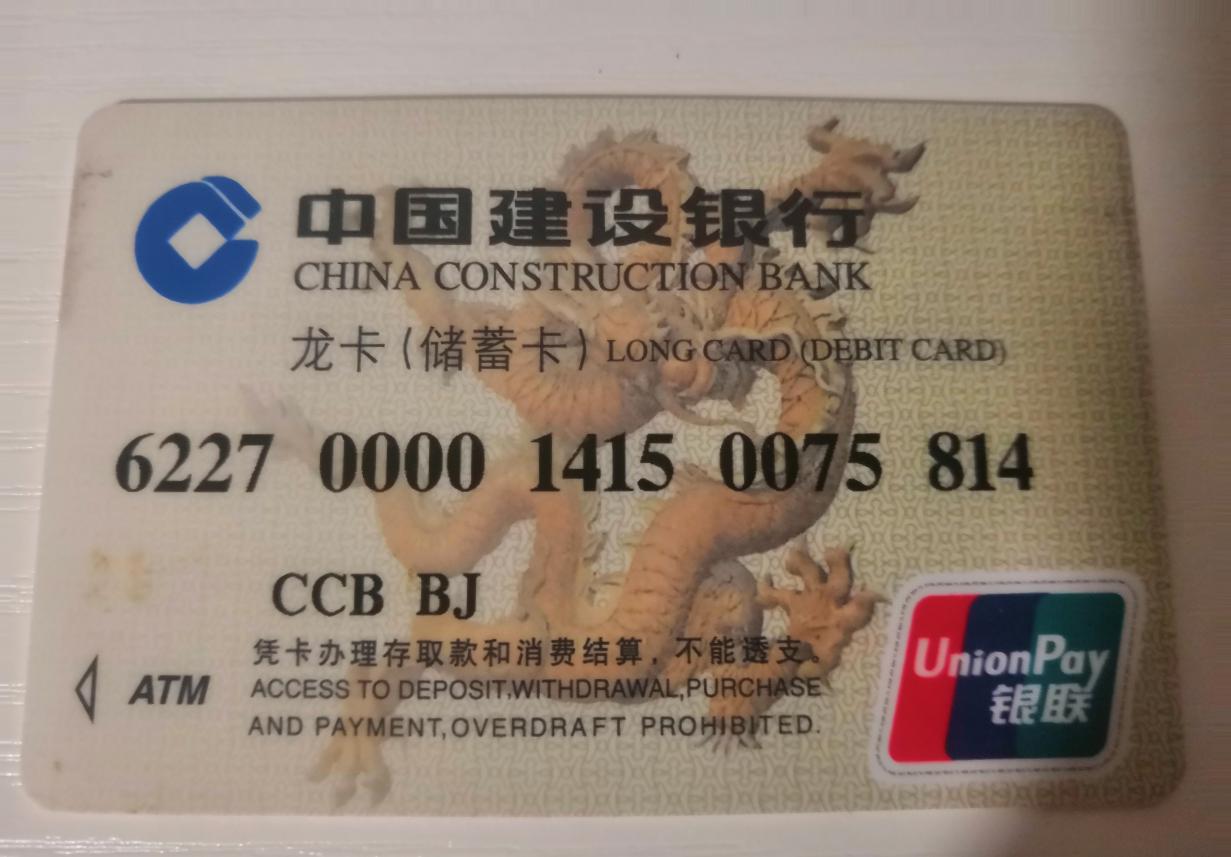 中国建设银行
CHINA CONSTRUCTION BANK
龙卡(储蓄卡) LONG CARD (DEBIT CARD)
6227 0000 1415 0075 814
CCB BJ
凭卡办理存取款和消费结算，不能透支。
ATM
ACCESS TO DEPOSIT,WITHDRAWAL,PURCHASE
AND PAYMENT,OVERDRAFT PROHIBITED.
UnionPay
银联